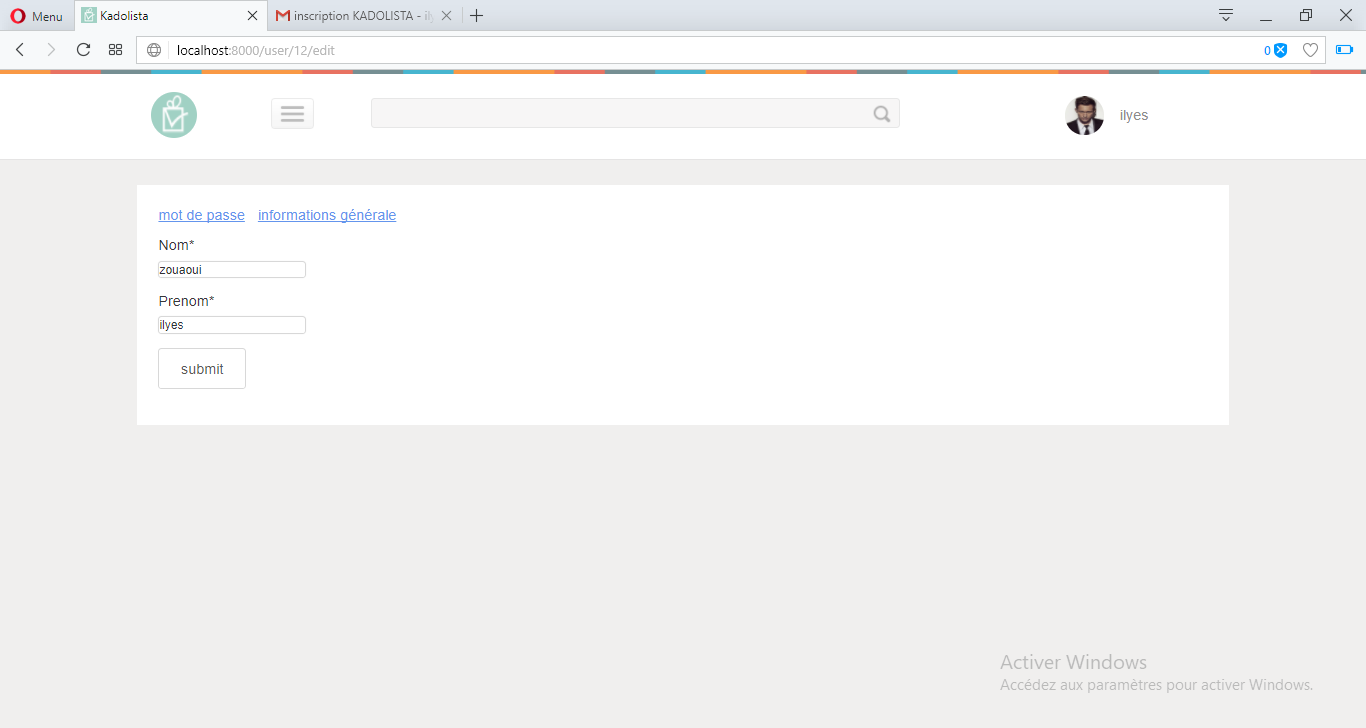 Menu Kadolista inscription KADOLISTA -
localhost:8000/user/12/edit 0
ilyes
mot de passe informations générale
Nom*
zouaoui
Prenom*
ilyes
submit
Activer Windows
Accédez aux paramètres pour activer Windows.